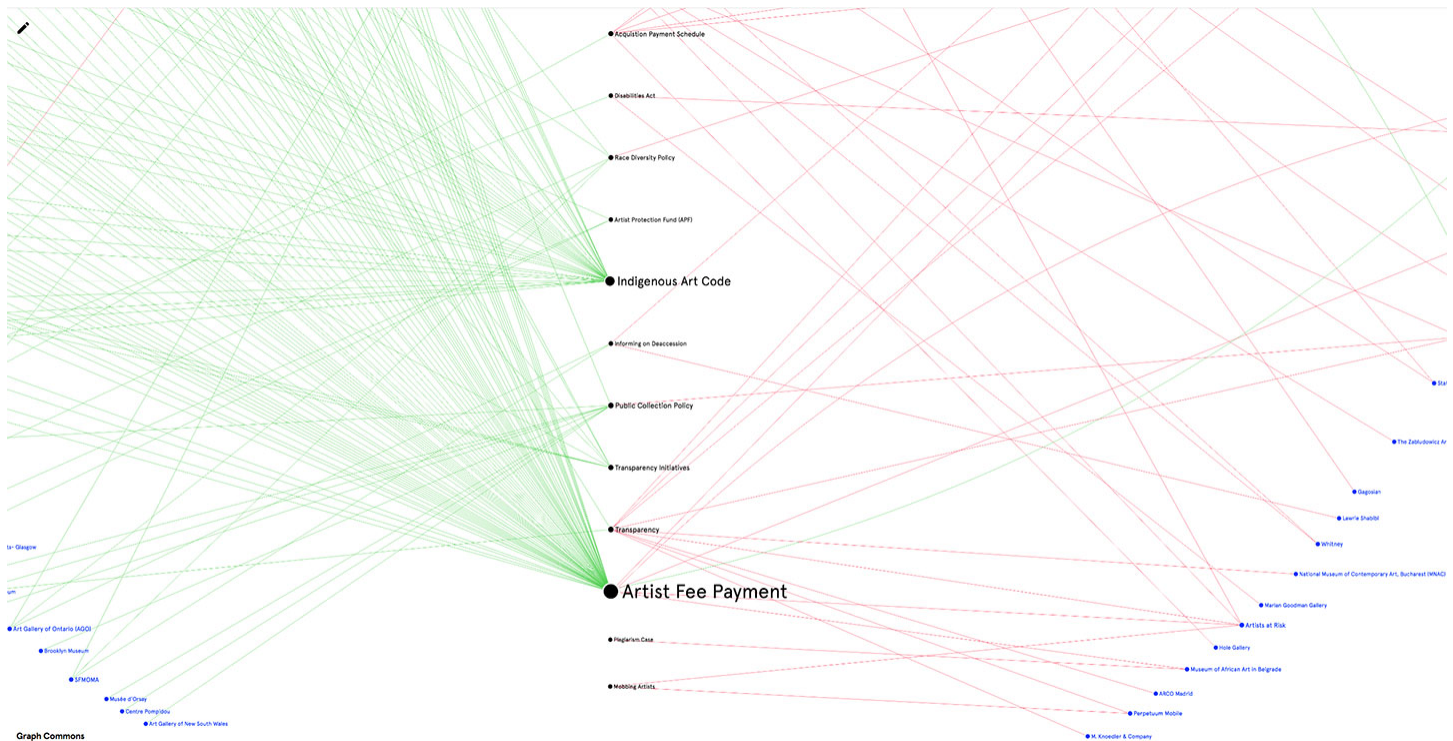 Acquistion Payment Schedule
Disabilities Act
Race Diversity Policy
Artist Protection Fund (APF)
Indigenous Art Code
Informing on Deaccession
Public Collection Policy
Transparency Initiatives
Transparency
Artist Fee Payment
Plegiarism Case
Mobbing Artists
ts- Glasgow
um
Art Gallery of Ontario (AGO)
Brooklyn Museum
SFMOMA
Musée d'Orsay
Centre Pompidou
Art Gallery of New South Wales
Graph Commons
The Zabludowicz
Gagosian
Lawrie Shabibi
Whitney
National Museum of Contemporary Art, Bucharest (MNAC)
Marian Goodman Gallery
Artists at Risk
Hole Gallery
Museum of African Art in Belgrade
ARCO Madrid
Perpetuum Mobile
M. Knoedler & Company